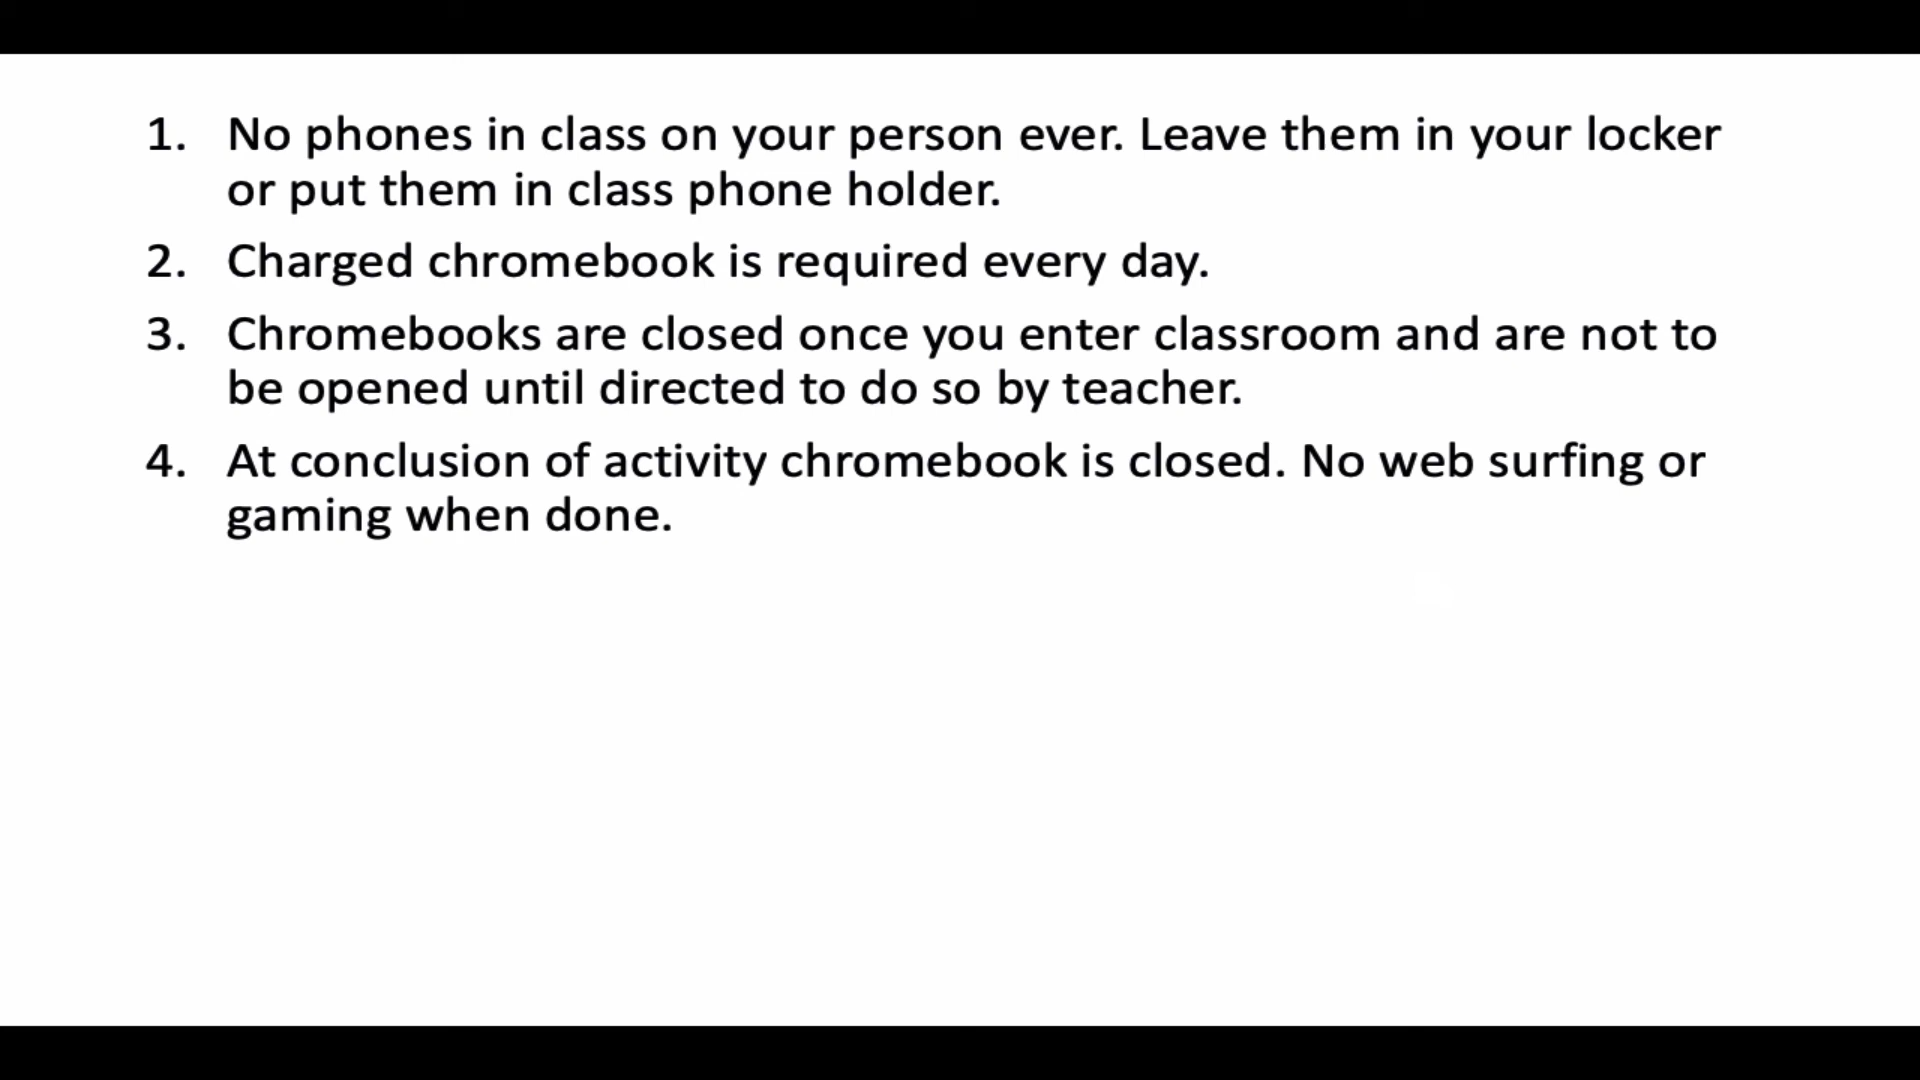 1. No phones in class on your person ever. Leave them in your locker
or put them in class phone holder.
2. Charged chromebook is required every day.
3. Chromebooks are closed once you enter classroom and are not to
be opened until directed to do so by teacher.
4. At conclusion of activity chromebook is closed. No web surfing or
gaming when done.